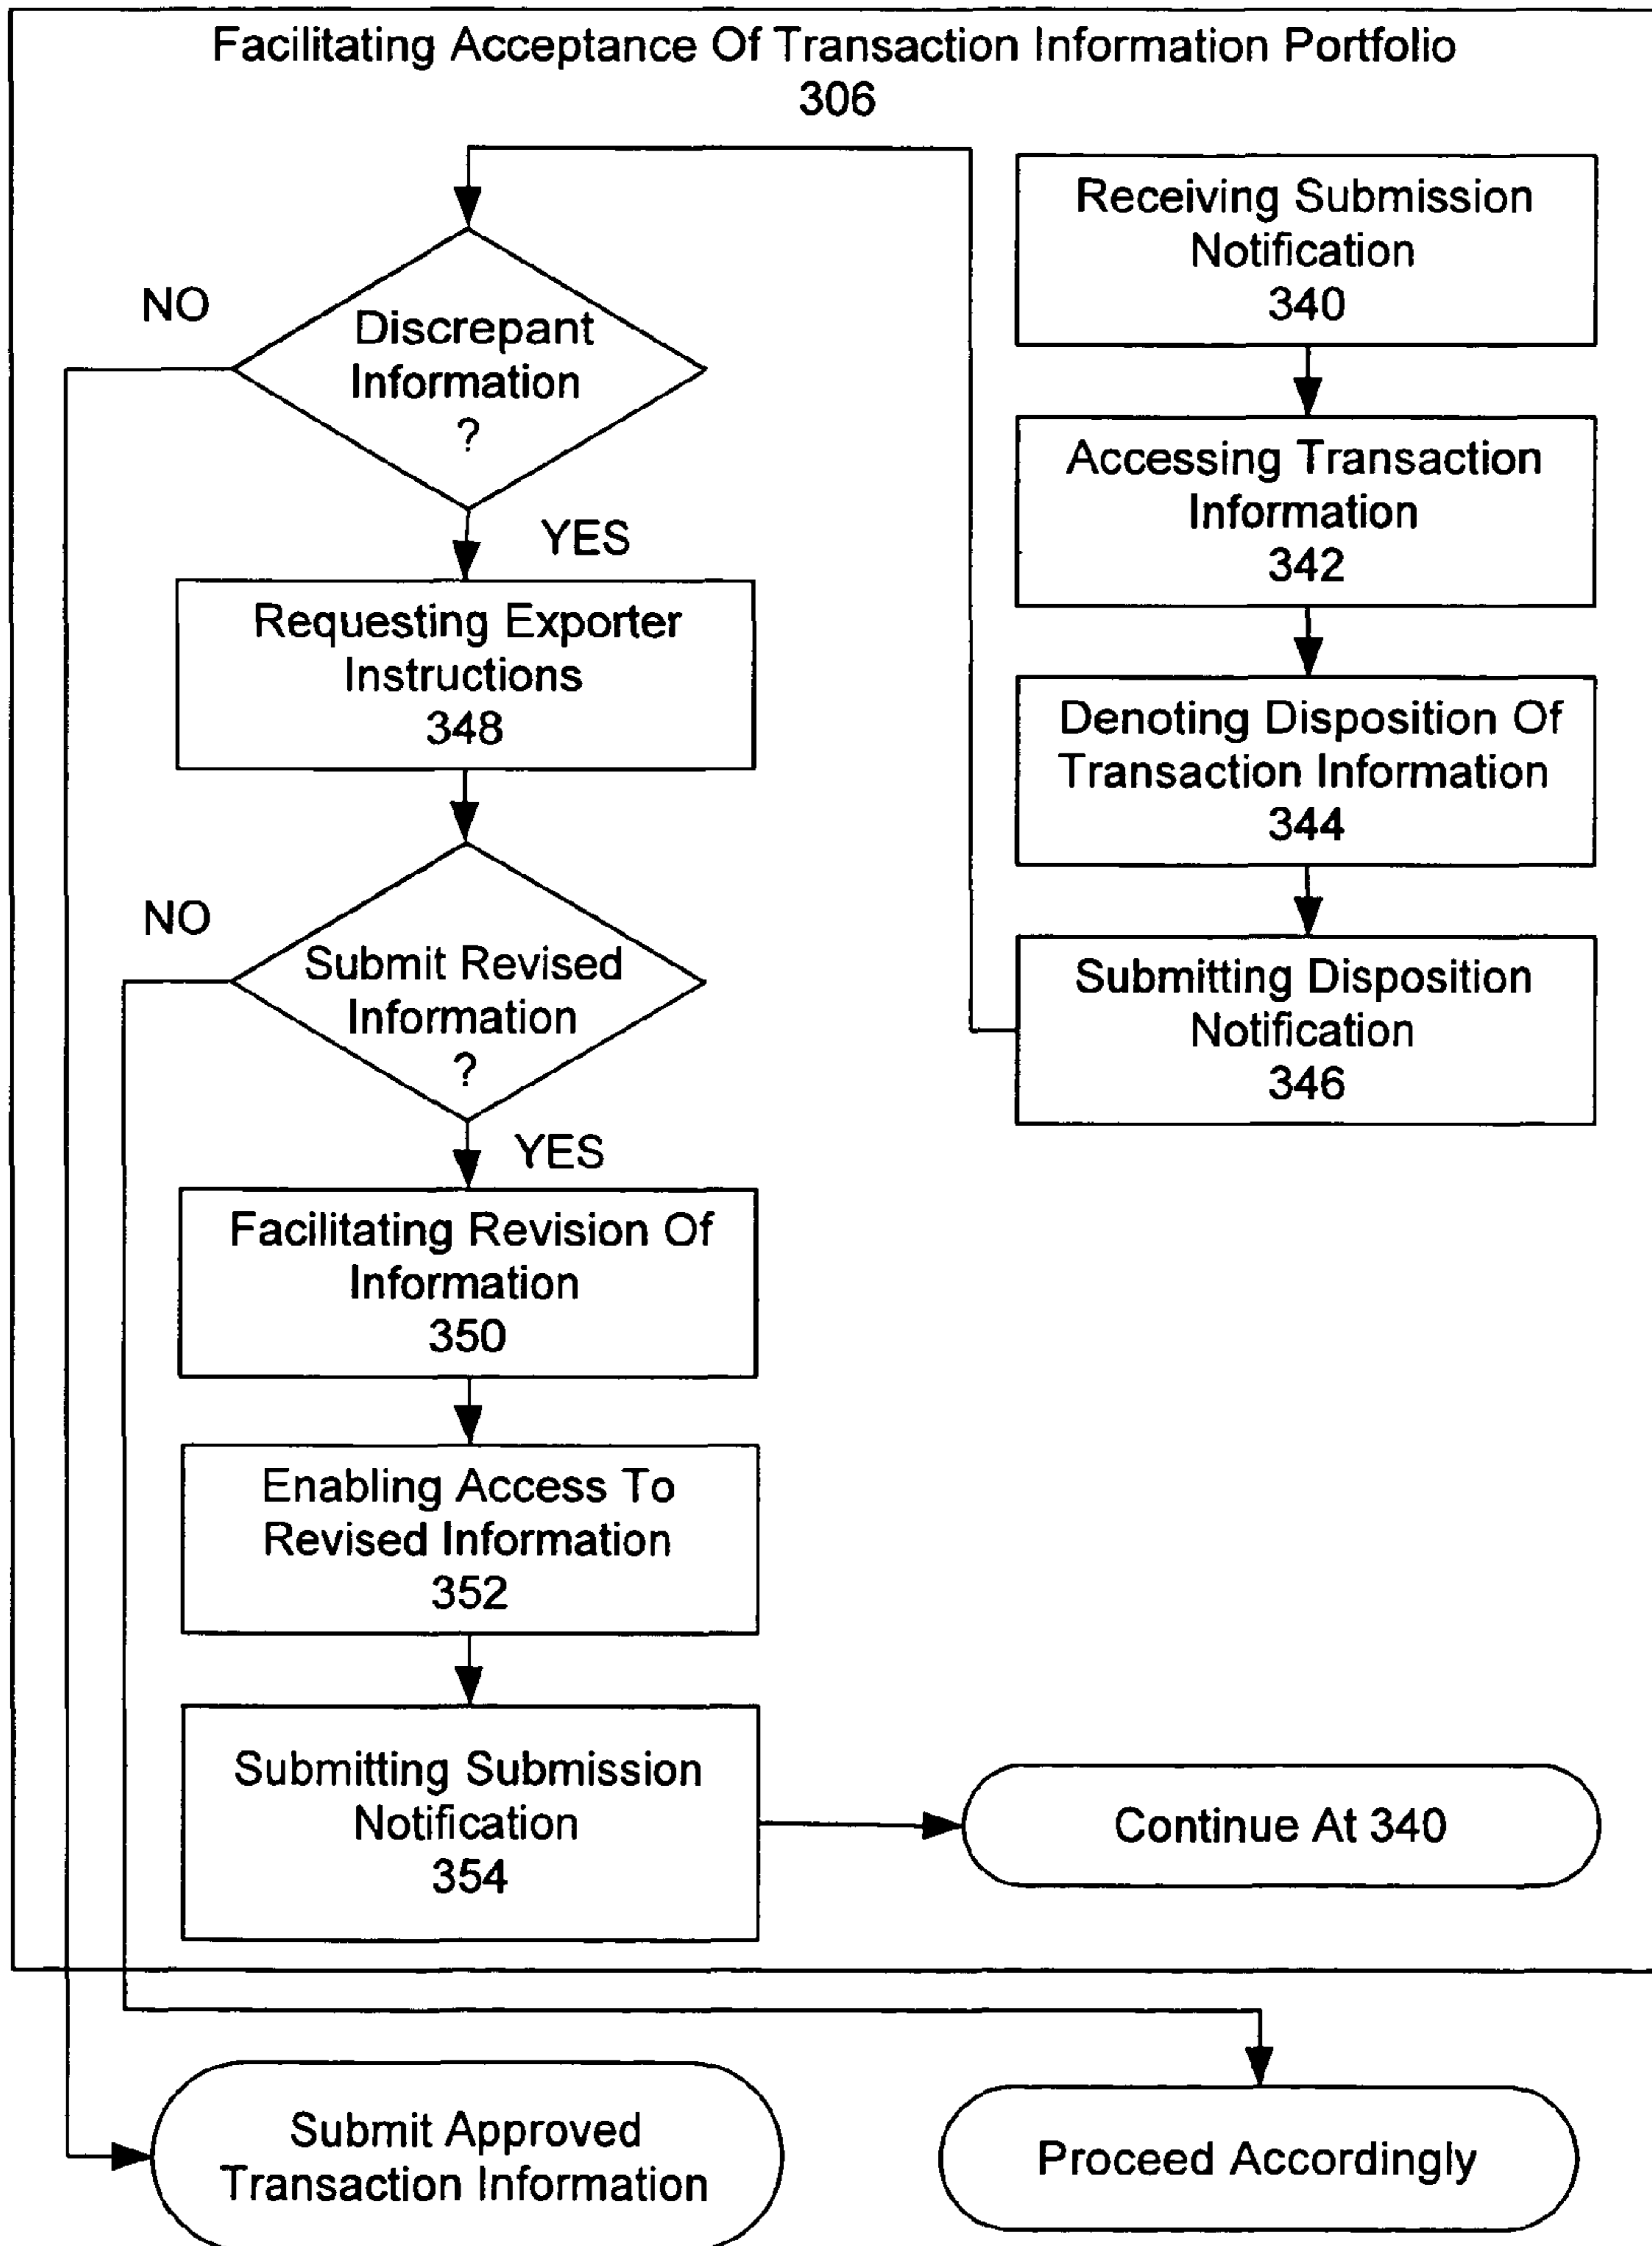 Facilitating Acceptance Of Transaction Information Portfolio
306
Receiving Submission
Notification
340
Accessing Transaction
Information
342
Denoting Disposition Of
Transaction Information
344
Submitting Disposition
Notification
346
Discrepant
Information
?
NO
YES
Requesting Exporter
Instructions
348
Submit Revised
Information
?
NO
YES
Facilitating Revision Of
Information
350
Enabling Access To
Revised Information
352
Submitting Submission
Notification
354
Continue At 340
Submit Approved
Transaction Information
Proceed Accordingly